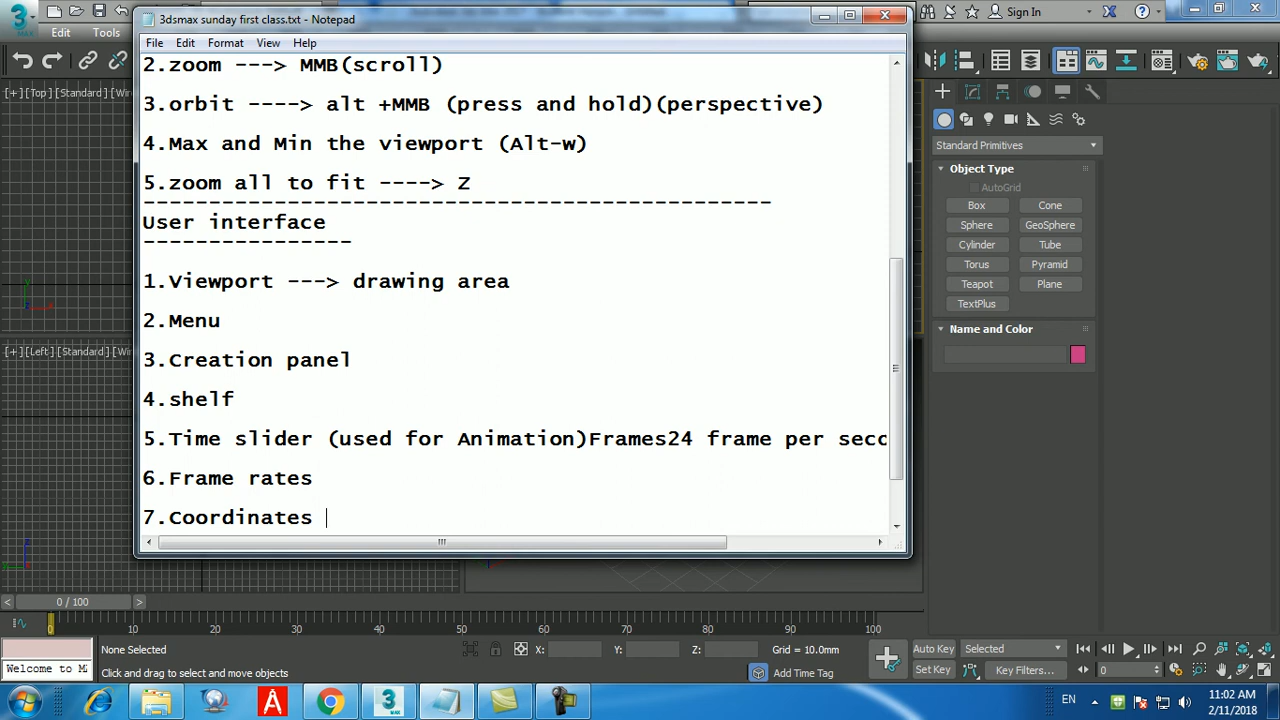 3dsmax sunday first class.txt - Notepad
Sign In
Edit Tools
File Edit Format View Help
2.zoom ---> MMB(scroll)
3.orbit ----> alt +MMB (press and hold)(perspective)
4.Max and Min the viewport (Alt-w)
5.zoom all to fit ----> Z
------------------------------------------------
User interface
----------------
1.Viewport ---> drawing area
2.Menu
3.Creation panel
4.shelf
5.Time slider (used for Animation)Frames24 frame per seco
6.Frame rates
7.Coordinates
[+] [Top] [Standard] [Wir
[+] [Left] [Standard] [Wir
Standard Primitives
Object Type
AutoGrid
Box Cone
Sphere GeoSphere
Cylinder Tube
Torus Pyramid
Teapot Plane
TextPlus
Name and Color
< 0 / 100 >
0 10 20 30 40 50 60 70 80 90 100
None Selected X: Y: Z: Grid = 10.0mm Auto Key Selected
Welcome to M Click and drag to select and move objects Add Time Tag Set Key Key Filters... 0
EN 11:02 AM
2/11/2018